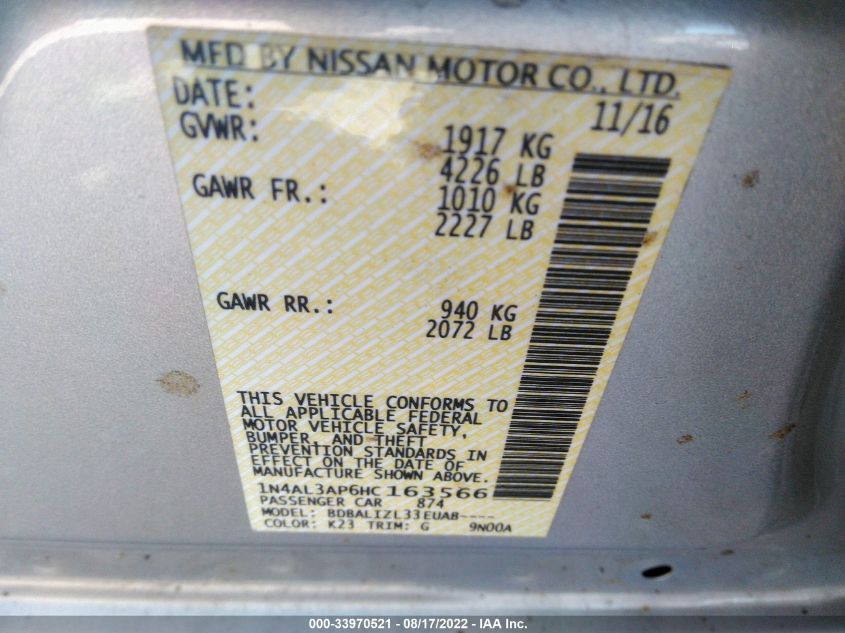 MFD BY NISSAN MOTOR CO., LTD.
DATE: 11/16
GVWR: 1917 KG
4226 LB
GAWR FR.: 1010 KG
2227 LB
GAWR RR.: 940 KG
2072 LB
THIS VEHICLE CONFORMS TO
ALL APPLICABLE FEDERAL
MOTOR VEHICLE SAFETY,
BUMPER, AND THEFT
PREVENTION STANDARDS IN
EFFECT ON THE DATE OF
MANUFACTURE SHOWN ABOVE.
1N4AL3AP6HC163566
PASSENGER CAR 874
MODEL: BDBALIZL33EUAB----
COLOR: K23 TRIM: G 9N00A
000-33970521 - 08/17/2022 - IAA Inc.